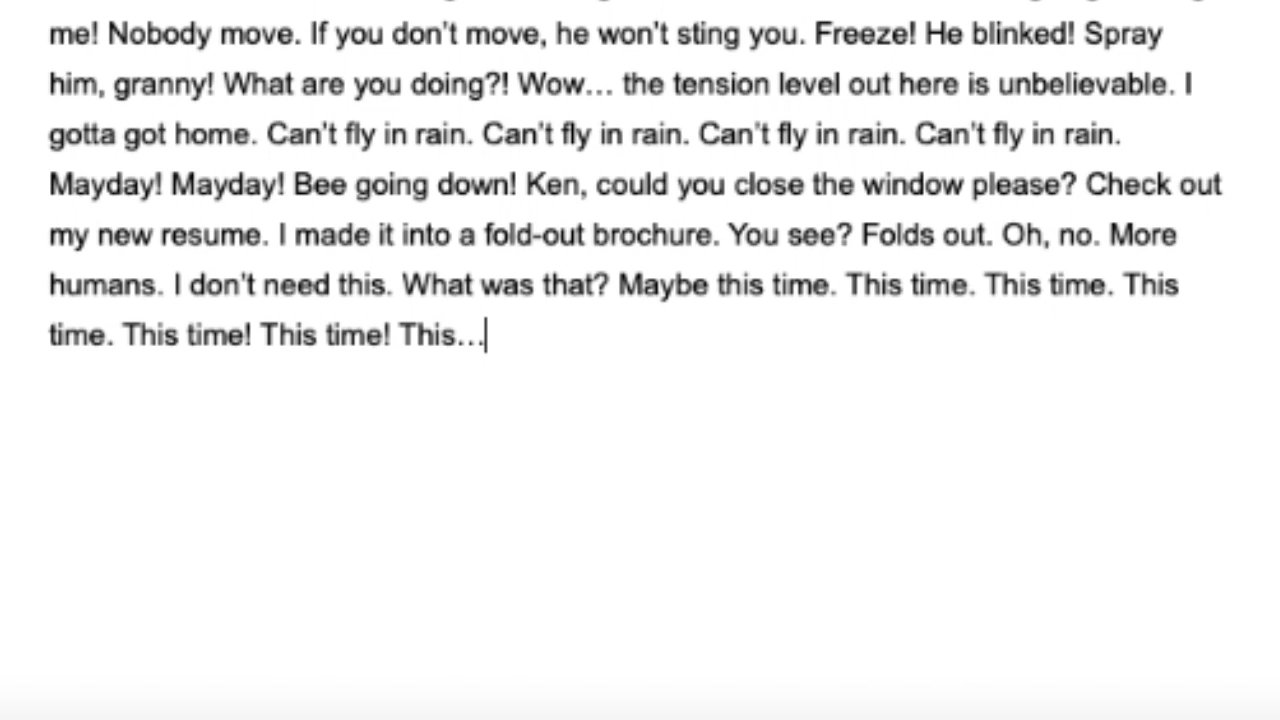 me! Nobody move. If you don't move, he won't sting you. Freeze! He blinked! Spray
him, granny! What are you doing?! Wow... the tension level out here is unbelievable. I
gotta got home. Can't fly in rain. Can't fly in rain. Can't fly in rain. Can't fly in rain.
Mayday! Mayday! Bee going down! Ken, could you close the window please? Check out
my new resume. I made it into a fold-out brochure. You see? Folds out. Oh, no. More
humans. I don't need this. What was that? Maybe this time. This time. This time. This
time. This time! This time! This...